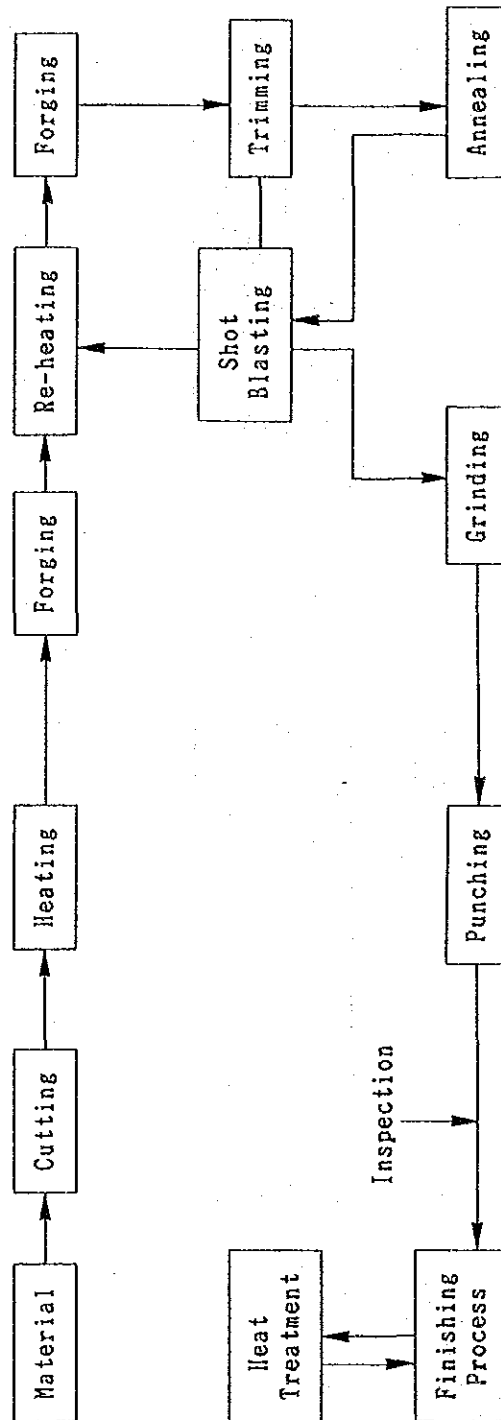 Material
Cutting
Heating
Forging
Re-heating
Forging
Trimming
Shot
Blasting
Annealing
Grinding
Punching
Inspection
Finishing
Process
Heat
Treatment